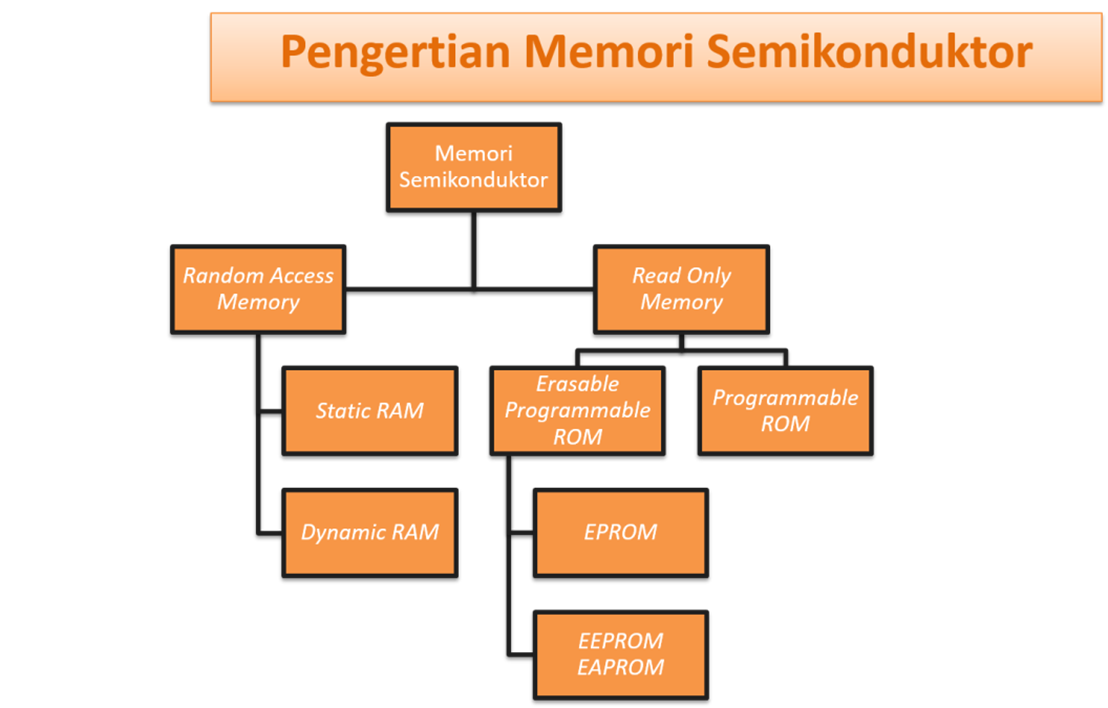 Pengertian Memori Semikonduktor
Memori
Semikonduktor
Random Access
Memory
Read Only
Memory
Static RAM
Erasable
Programmable
ROM
Programmable
ROM
Dynamic RAM
EPROM
EEPROM
EAPROM